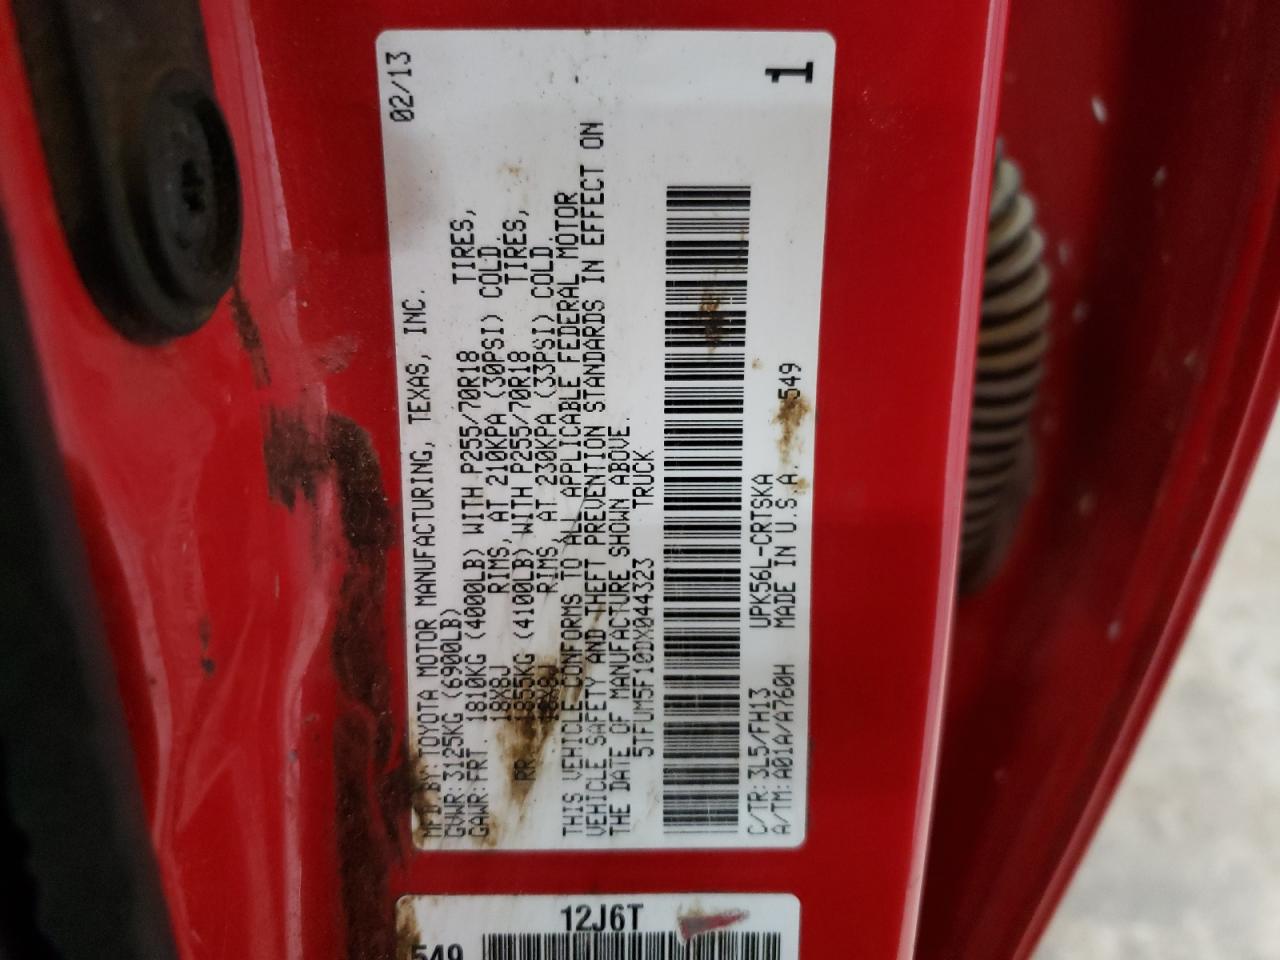 02/13
1
MFD.BY: TOYOTA MOTOR MANUFACTURING, TEXAS, INC.
GVWR: 3125KG (6900LB)
GAWR: FRT. 1810KG (4000LB) WITH P255/70R18 TIRES,
18X8J RIMS, AT 210KPA (30PSI) COLD.
RR. 1855KG (4100LB) WITH P255/70R18 TIRES,
18X8J RIMS, AT 230KPA (33PSI) COLD
THIS VEHICLE CONFORMS TO ALL APPLICABLE FEDERAL MOTOR
VEHICLE SAFETY AND THEFT PREVENTION STANDARDS IN EFFECT ON
THE DATE OF MANUFACTURE SHOWN ABOVE.
5TFUM5F10DX044323 TRUCK
C/TR: 3L5/FH13 UPK56L-CRTSKA
A/TM: A01A/A760H MADE IN U.S.A. 549
12J6T
549